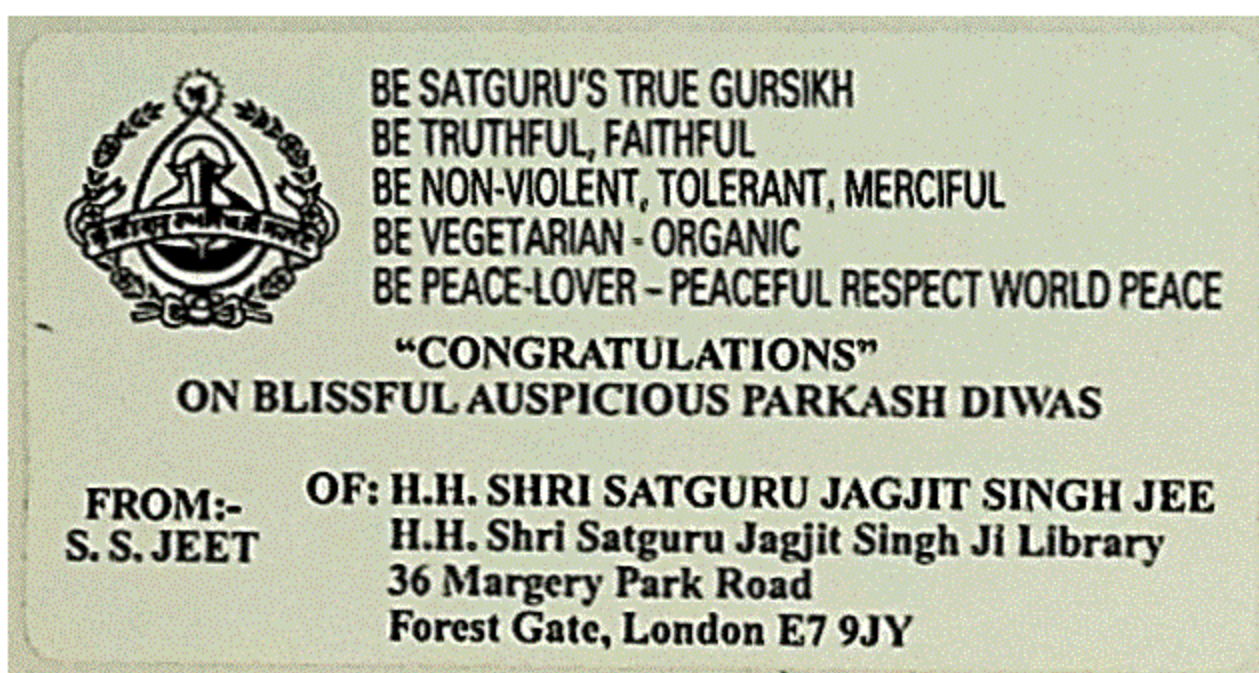 BE SATGURU'S TRUE GURSIKH
BE TRUTHFUL, FAITHFUL
BE NON-VIOLENT, TOLERANT, MERCIFUL
BE VEGETARIAN - ORGANIC
BE PEACE-LOVER – PEACEFUL RESPECT WORLD PEACE
“CONGRATULATIONS”
ON BLISSFUL AUSPICIOUS PARKASH DIWAS
FROM:-
S. S. JEET
OF: H.H. SHRI SATGURU JAGJIT SINGH JEE
H.H. Shri Satguru Jagjit Singh Ji Library
36 Margery Park Road
Forest Gate, London E7 9JY